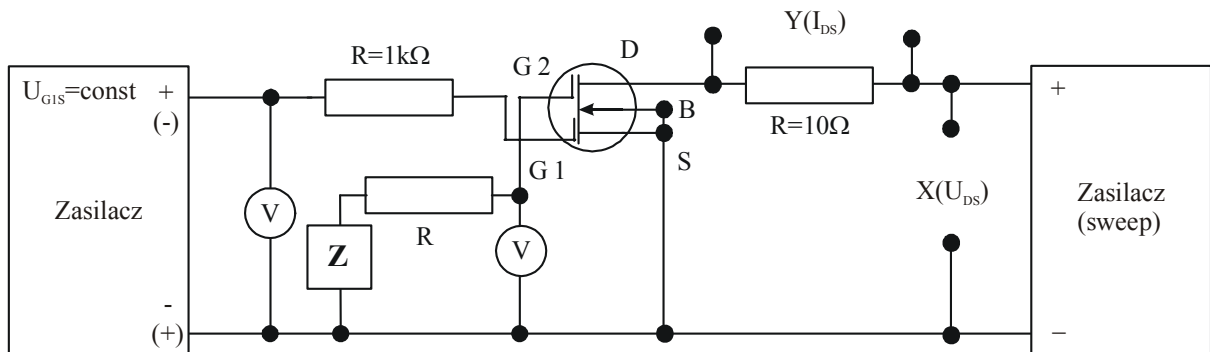 Y(I_DS)
R=1kΩ
G 2
D
U_G1S=const
+
(-)
+
B
R=10Ω
G 1
S
Zasilacz
V
R
V
X(U_DS)
Zasilacz
(sweep)
Z
-
(+)
−